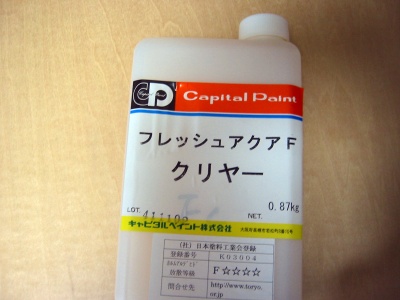 CP
Capital Paint
フレッシュアクアF
クリヤー
LOT. 411102
NET. 0.87kg
キャピタルペイント株式会社
(社)日本塗料工業会登録
登録番号 K03004
放散等級 F☆☆☆☆
問合せ先 http://www.toryo.or.jp